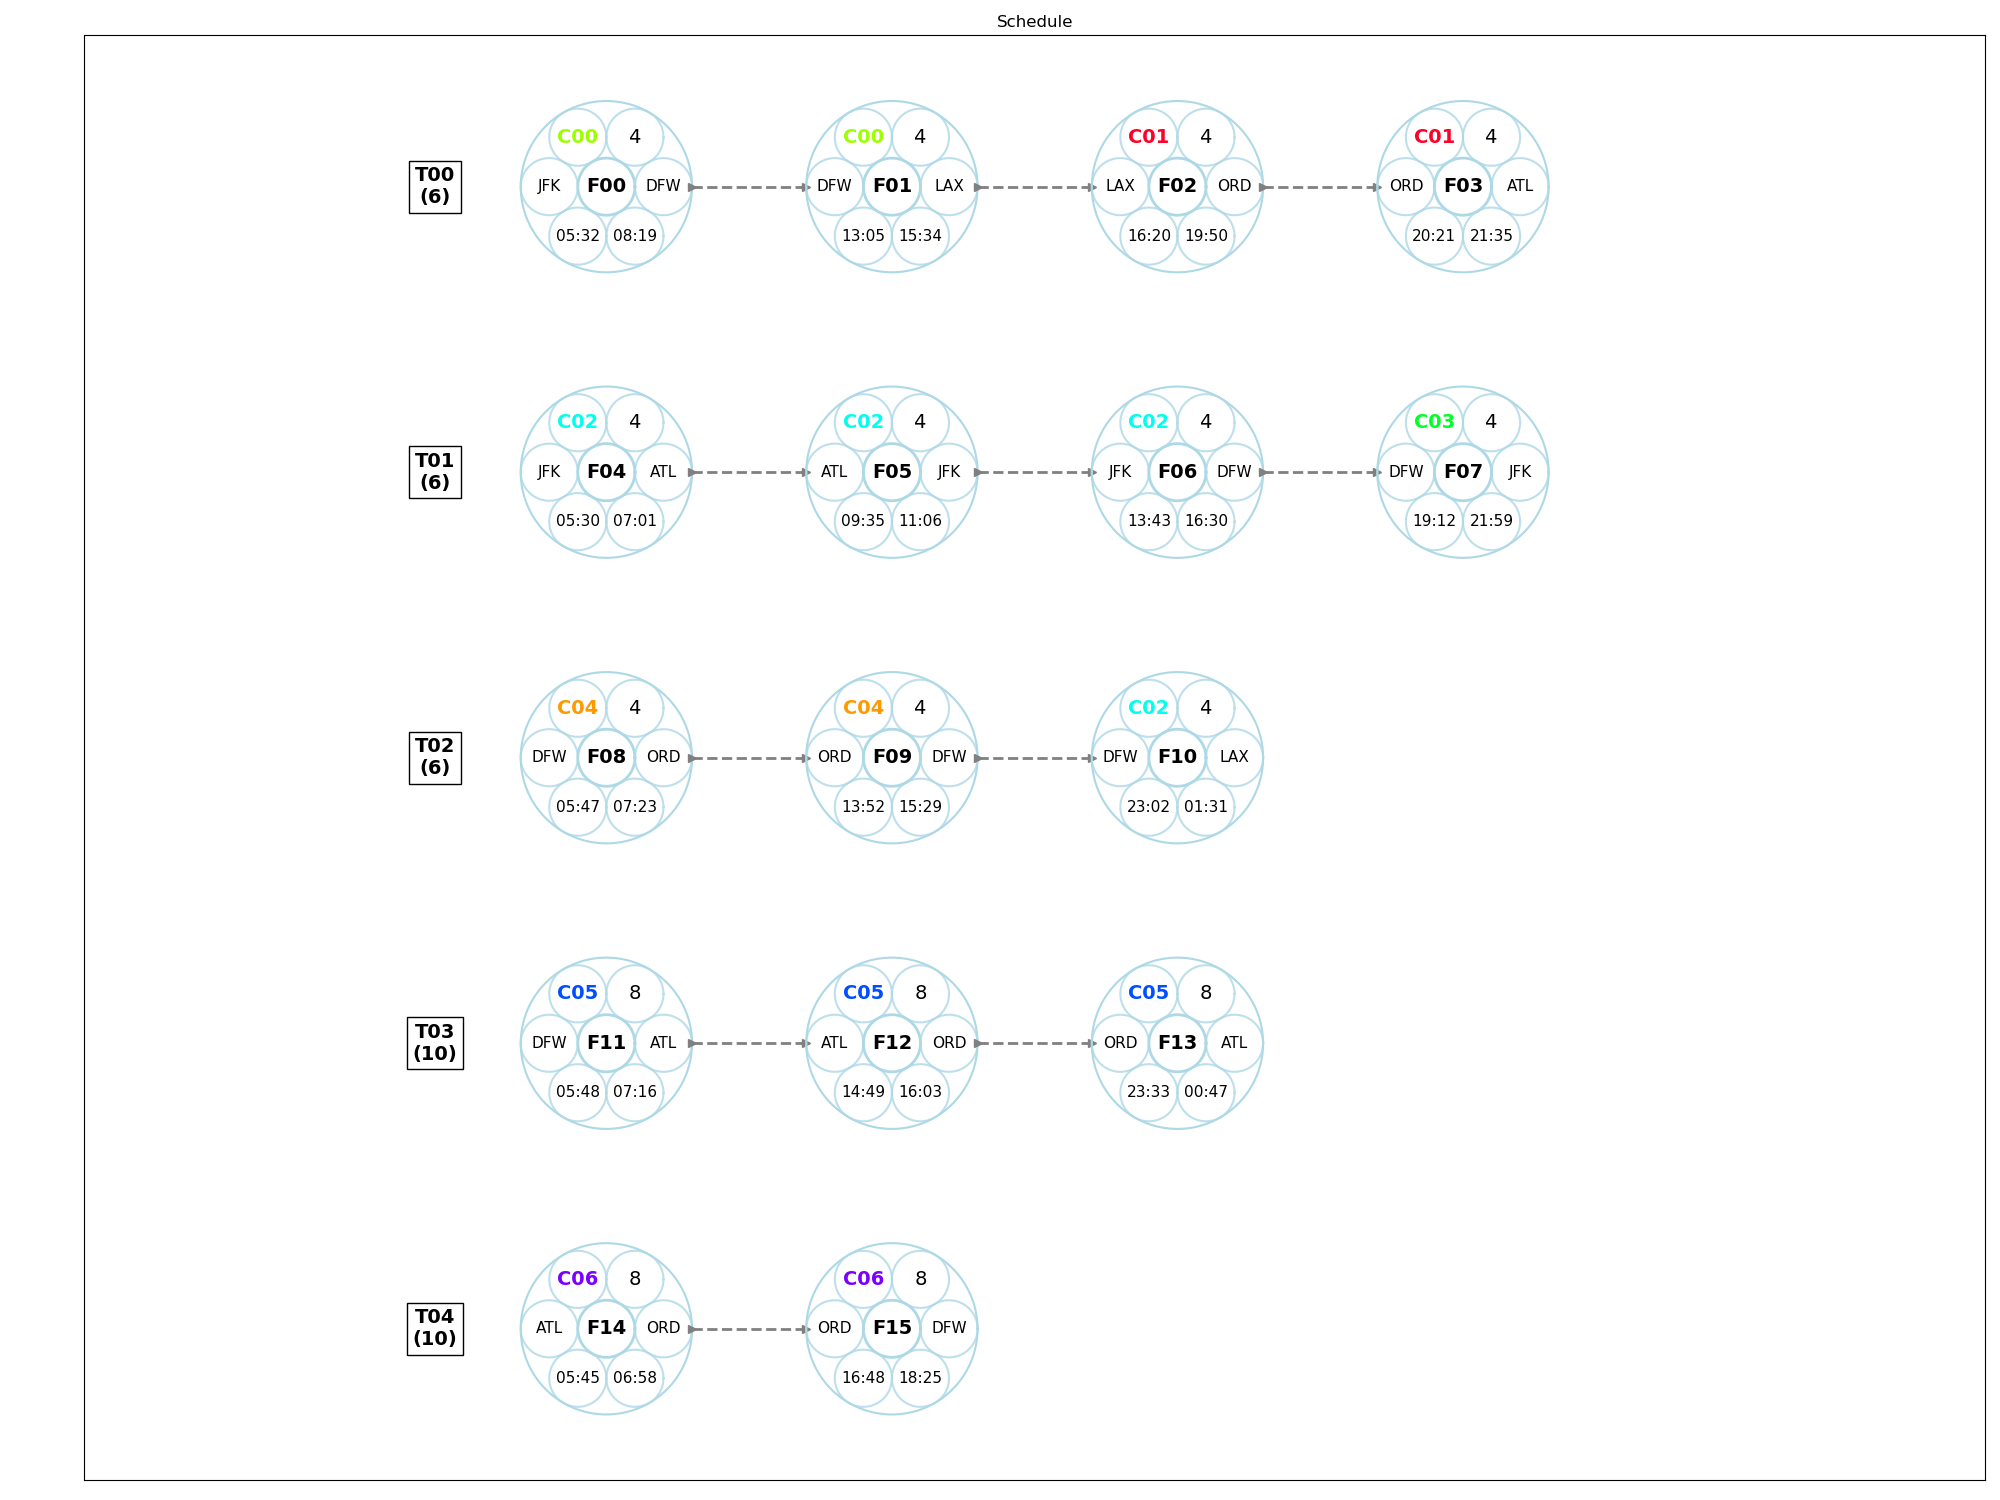 Schedule
T00
(6)
C00 4 C00 4 C01 4 C01 4
JFK F00 DFW DFW F01 LAX LAX F02 ORD ORD F03 ATL
05:32 08:19 13:05 15:34 16:20 19:50 20:21 21:35
T01
(6)
C02 4 C02 4 C02 4 C03 4
JFK F04 ATL ATL F05 JFK JFK F06 DFW DFW F07 JFK
05:30 07:01 09:35 11:06 13:43 16:30 19:12 21:59
T02
(6)
C04 4 C04 4 C02 4
DFW F08 ORD ORD F09 DFW DFW F10 LAX
05:47 07:23 13:52 15:29 23:02 01:31
T03
(10)
C05 8 C05 8 C05 8
DFW F11 ATL ATL F12 ORD ORD F13 ATL
05:48 07:16 14:49 16:03 23:33 00:47
T04
(10)
C06 8 C06 8
ATL F14 ORD ORD F15 DFW
05:45 06:58 16:48 18:25